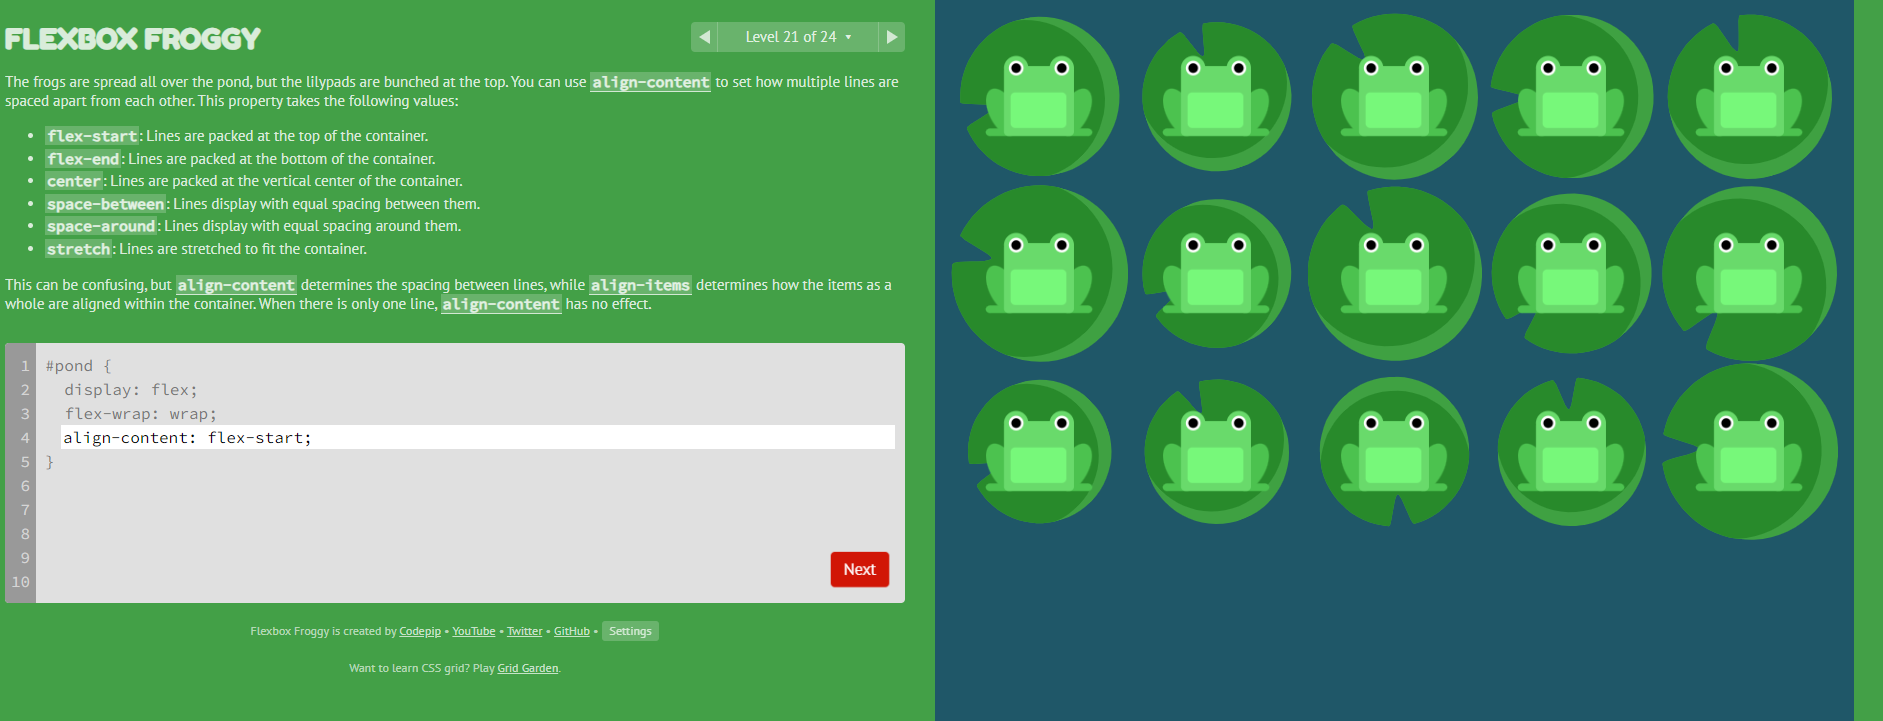 FLEXBOX FROGGY
Level 21 of 24
The frogs are spread all over the pond, but the lilypads are bunched at the top. You can use align-content to set how multiple lines are
spaced apart from each other. This property takes the following values:
• flex-start: Lines are packed at the top of the container.
• flex-end: Lines are packed at the bottom of the container.
• center: Lines are packed at the vertical center of the container.
• space-between: Lines display with equal spacing between them.
• space-around: Lines display with equal spacing around them.
• stretch: Lines are stretched to fit the container.
This can be confusing, but align-content determines the spacing between lines, while align-items determines how the items as a
whole are aligned within the container. When there is only one line, align-content has no effect.
1 #pond {
2 display: flex;
3 flex-wrap: wrap;
4 align-content: flex-start;
5 }
6
7
8
9
10
Next
Flexbox Froggy is created by Codepip • YouTube • Twitter • GitHub • Settings
Want to learn CSS grid? Play Grid Garden.